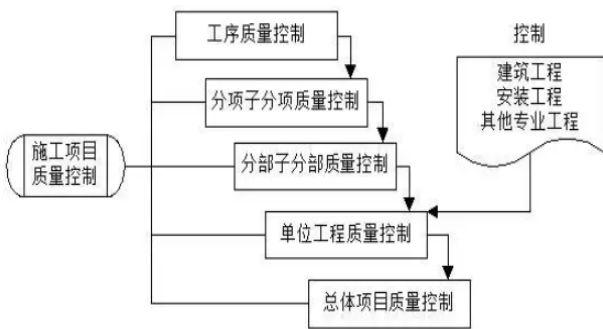 工序质量控制
控制
建筑工程
安装工程
其他专业工程
分项子分项质量控制
施工项目
质量控制
分部子分部质量控制
单位工程质量控制
总体项目质量控制